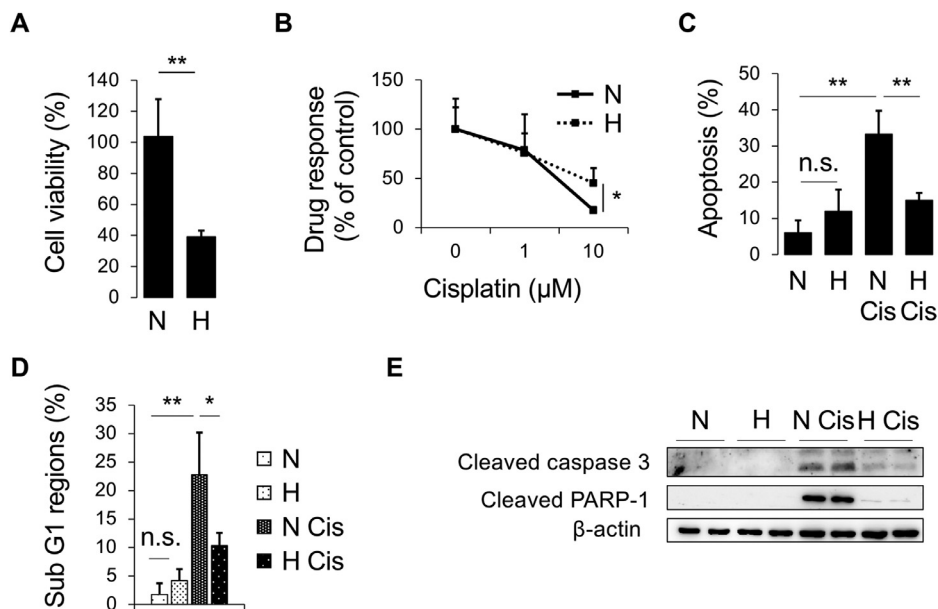 A
Cell viability (%)
140
120
100
80
60
40
20
0
**
N H
B
Drug response
(% of control)
150
100
50
0
N
H
*
0 1 10
Cisplatin (µM)
C
Apoptosis (%)
50
40
30
20
10
0
** **
n.s.
N H N H
Cis Cis
D
Sub G1 regions (%)
35
30
25
20
15
10
5
0
** *
n.s.
N
H
N Cis
H Cis
E
N H N Cis H Cis
Cleaved caspase 3
Cleaved PARP-1
β-actin